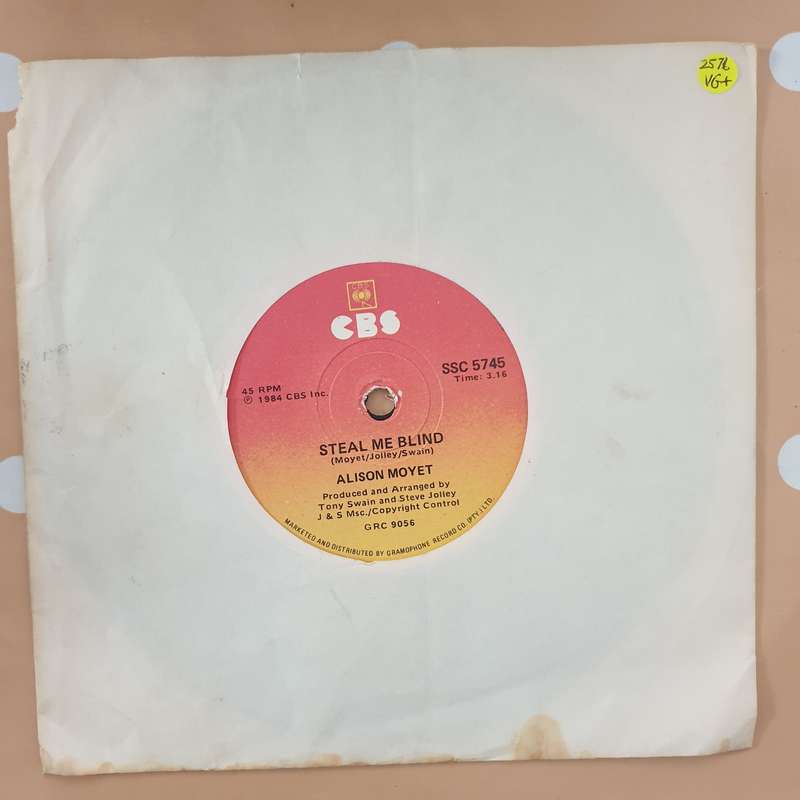 2576
VG+
CBS
CBS
SSC 5745
Time: 3.16
45 RPM
℗ 1984 CBS Inc.
STEAL ME BLIND
(Moyet/Jolley/Swain)
ALISON MOYET
Produced and Arranged by
Tony Swain and Steve Jolley
J & S Msc./Copyright Control
GRC 9056
MARKETED AND DISTRIBUTED BY GRAMOPHONE RECORD CO. (PTY) LTD.